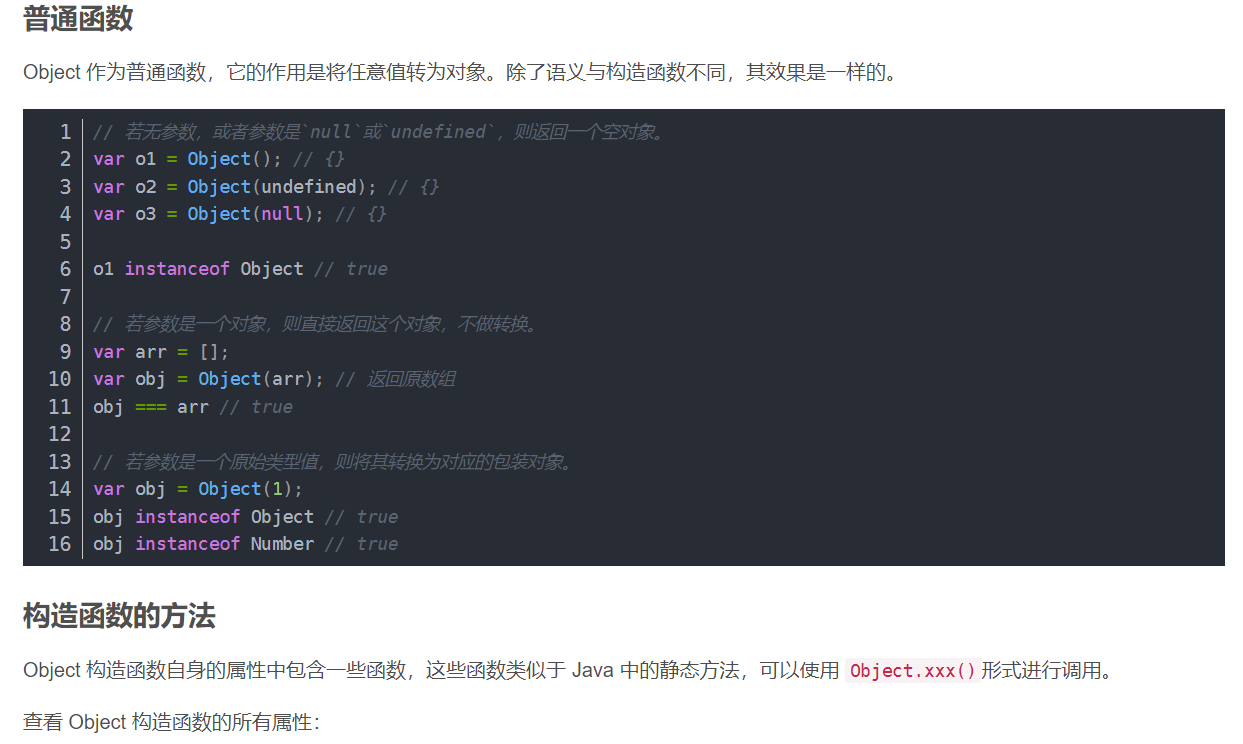 普通函数
Object 作为普通函数，它的作用是将任意值转为对象。除了语义与构造函数不同，其效果是一样的。
1 // 若无参数，或者参数是`null`或`undefined`，则返回一个空对象。
2 var o1 = Object(); // {}
3 var o2 = Object(undefined); // {}
4 var o3 = Object(null); // {}
5
6 o1 instanceof Object // true
7
8 // 若参数是一个对象，则直接返回这个对象，不做转换。
9 var arr = [];
10 var obj = Object(arr); // 返回原数组
11 obj === arr // true
12
13 // 若参数是一个原始类型值，则将其转换为对应的包装对象。
14 var obj = Object(1);
15 obj instanceof Object // true
16 obj instanceof Number // true
构造函数的方法
Object 构造函数自身的属性中包含一些函数，这些函数类似于 Java 中的静态方法，可以使用 Object.xxx() 形式进行调用。
查看 Object 构造函数的所有属性：